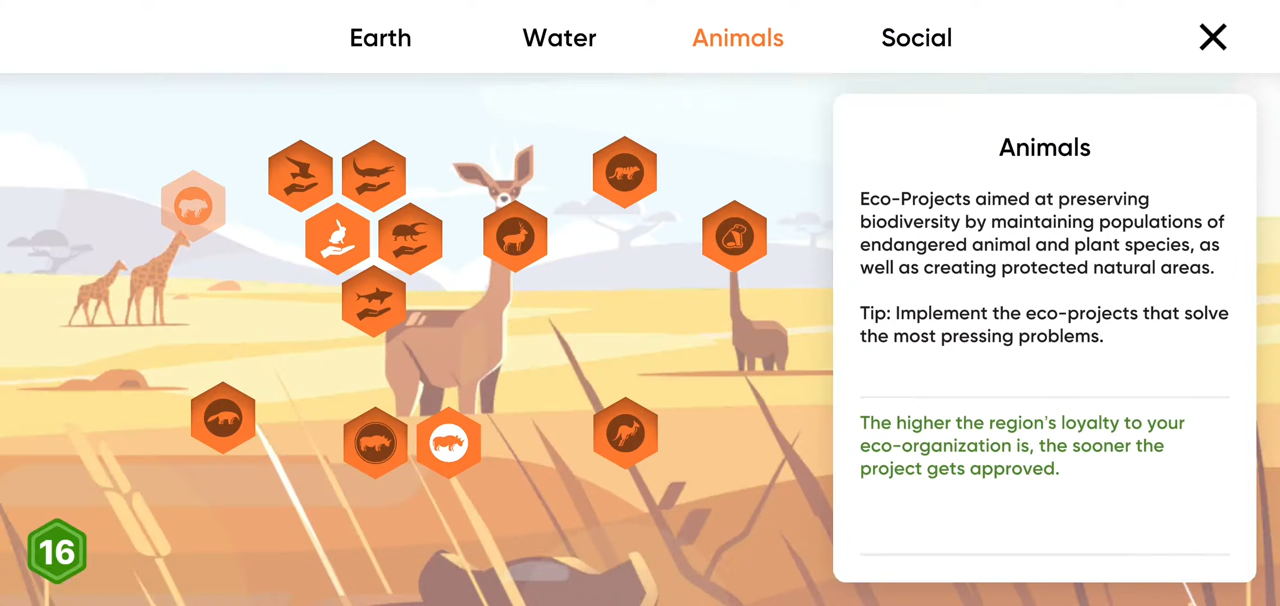 Earth
Water
Animals
Social
Animals
Eco-Projects aimed at preserving
biodiversity by maintaining populations of
endangered animal and plant species, as
well as creating protected natural areas.
Tip: Implement the eco-projects that solve
the most pressing problems.
The higher the region's loyalty to your
eco-organization is, the sooner the
project gets approved.
16